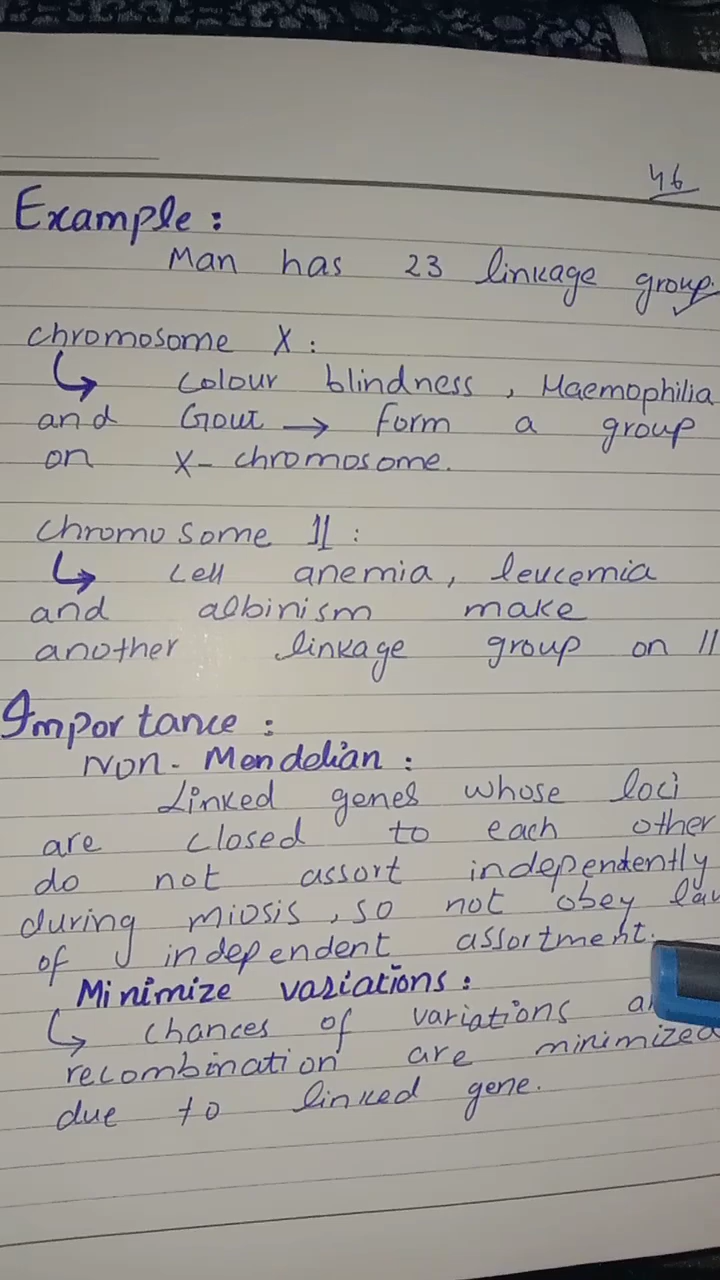 46
Example:
Man has 23 linkage group.
chromosome X:
↳ colour blindness, Haemophilia
and Gout → form a group
on X-chromosome.
chromosome 11:
↳ cell anemia, leucemia
and albinism make
another linkage group on 11
Importance:
Non-Mendelian:
Linked genes whose loci
are closed to each other
do not assort independently
during miosis, so not obey law
of independent assortment.
Minimize variations:
↳ chances of variations
recombination are minimized
due to linked gene.